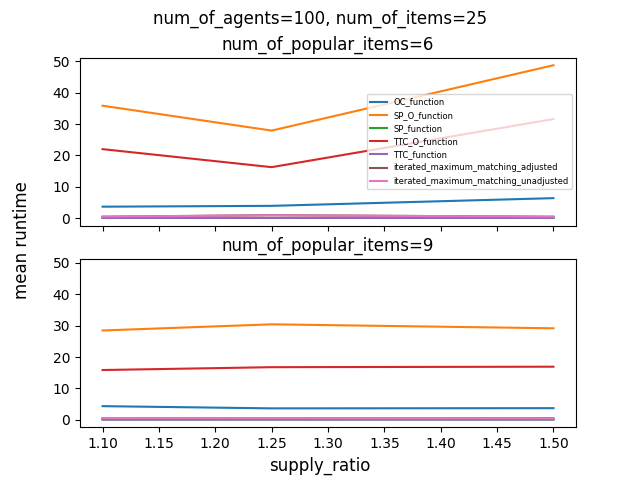 num_of_agents=100, num_of_items=25
num_of_popular_items=6
50
40
30
20
10
0
OC_function
SP_O_function
SP_function
TTC_O_function
TTC_function
iterated_maximum_matching_adjusted
iterated_maximum_matching_unadjusted
mean runtime
num_of_popular_items=9
50
40
30
20
10
0
1.10 1.15 1.20 1.25 1.30 1.35 1.40 1.45 1.50
supply_ratio